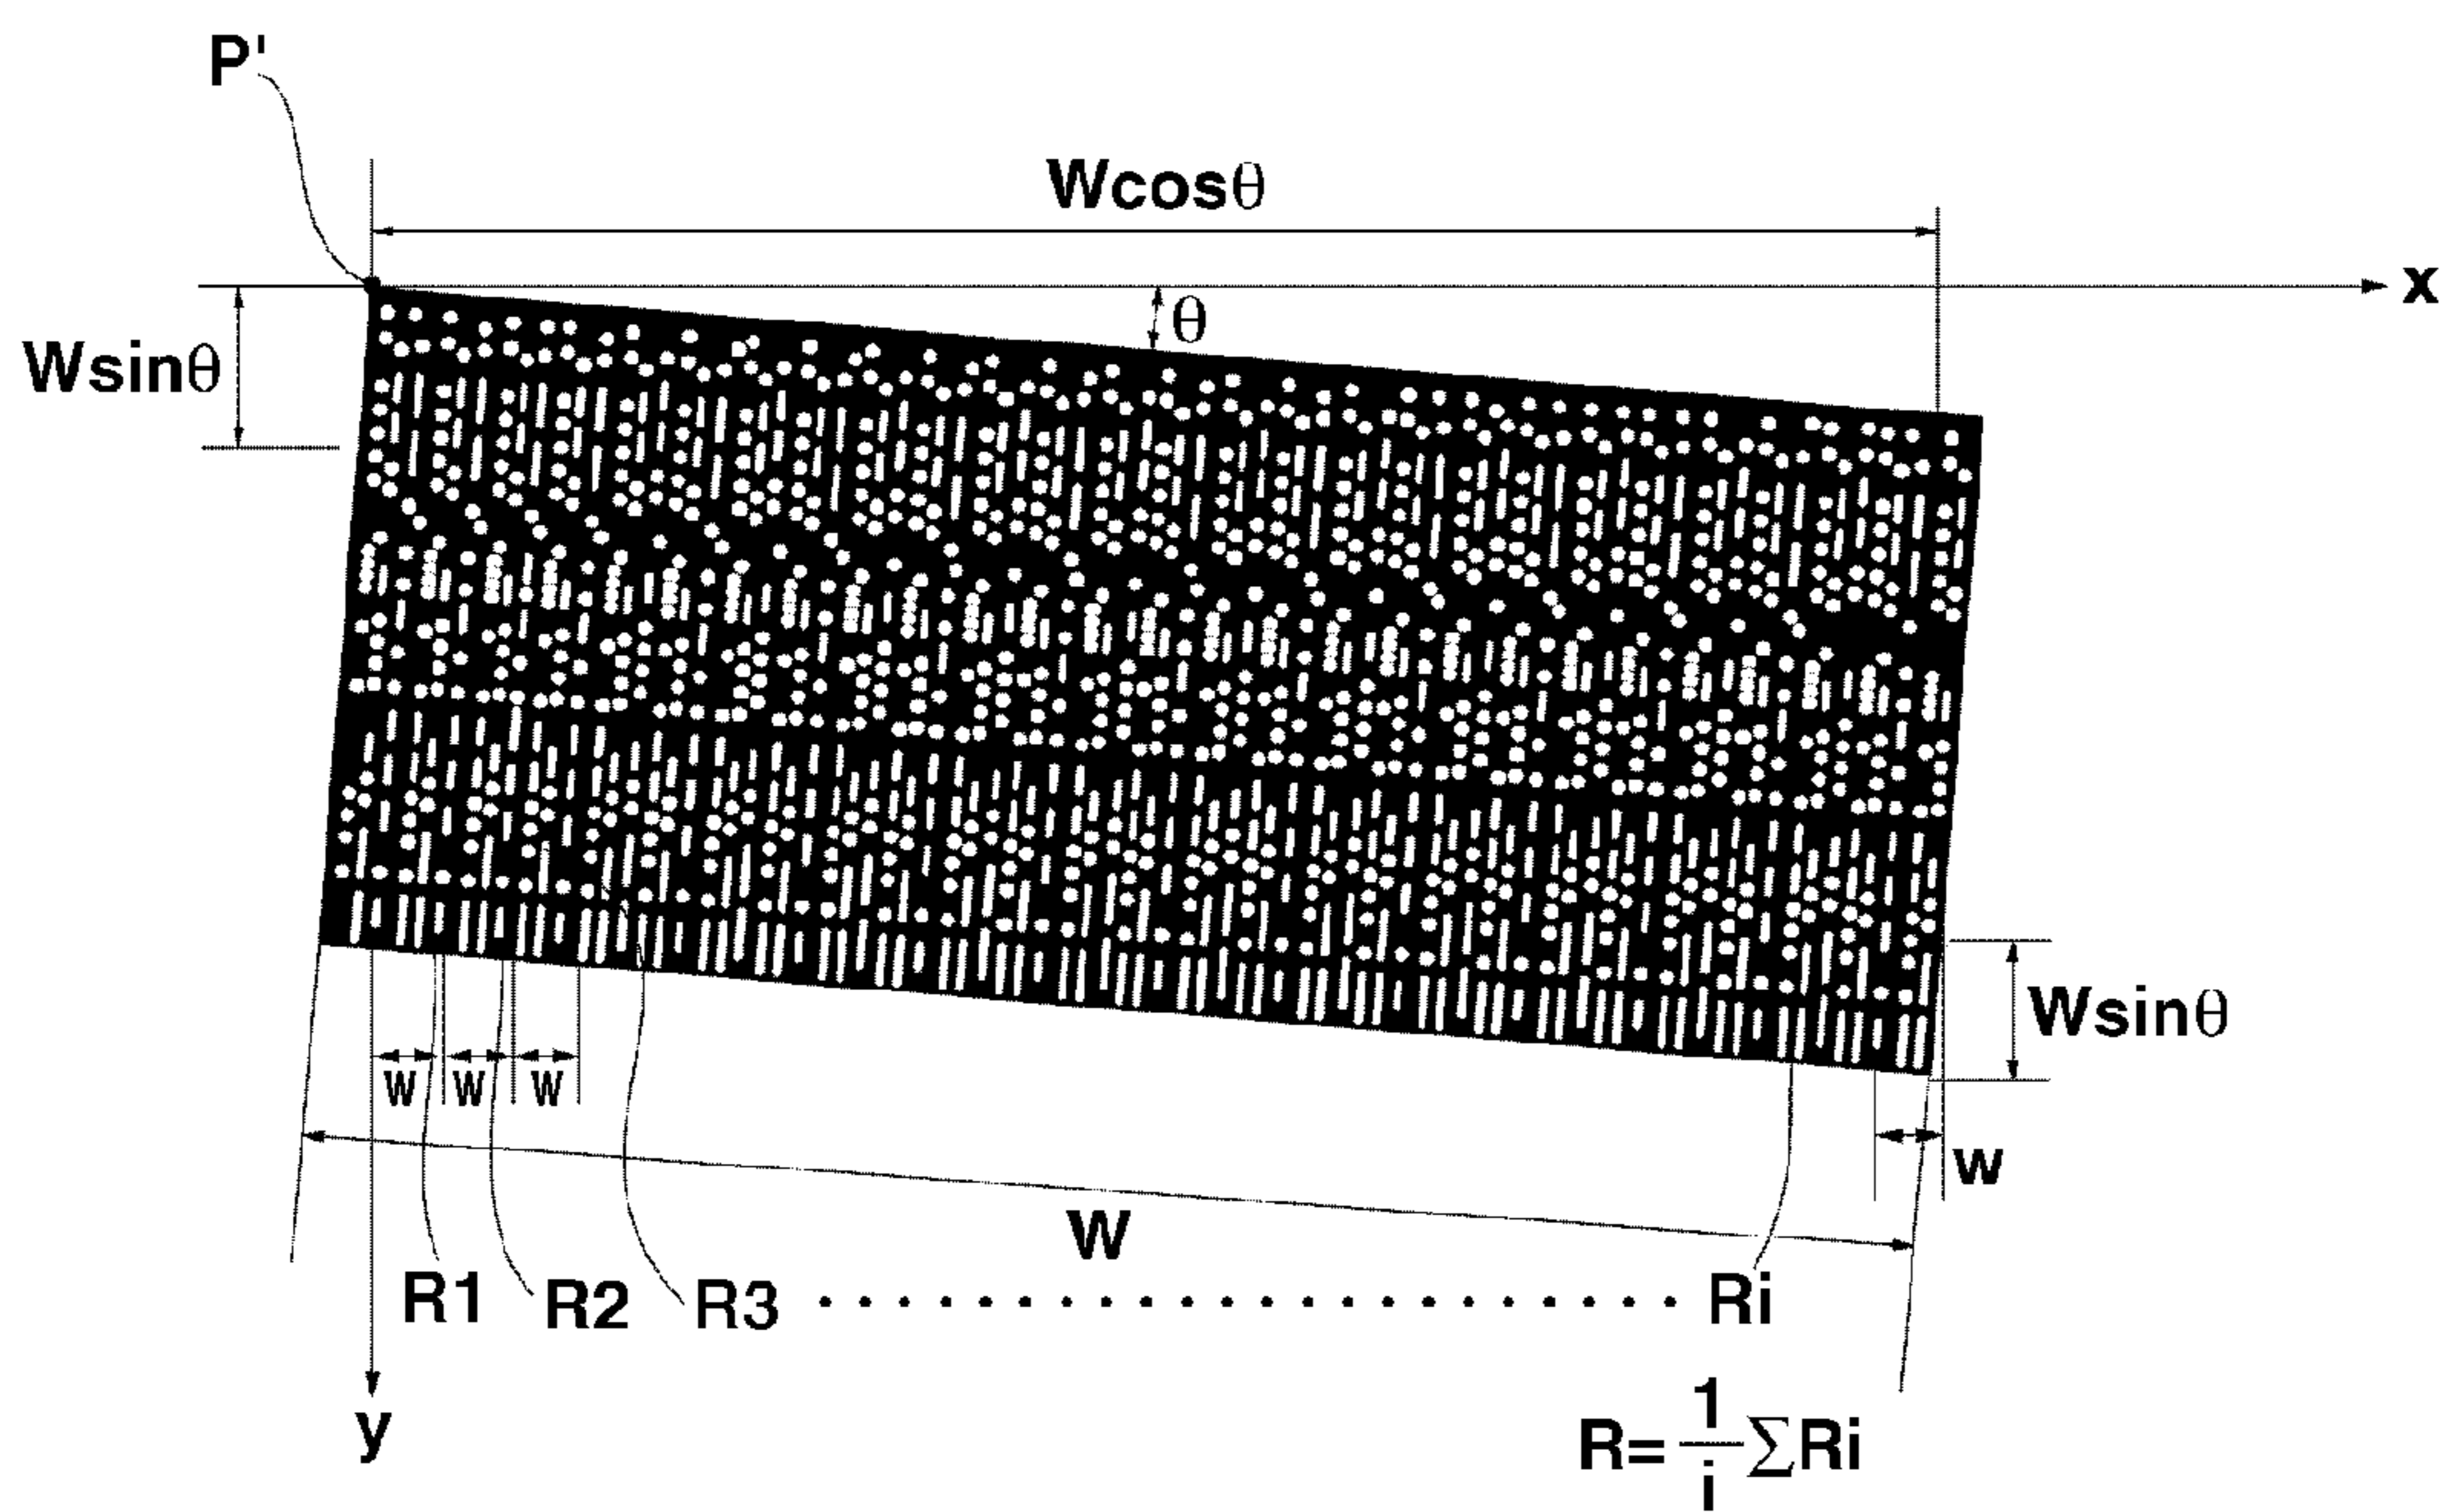 P'
Wcosθ
x
θ
Wsinθ
Wsinθ
w w w
w
W
R1 R2 R3 ...................... Ri
y
R= 1/i ΣRi